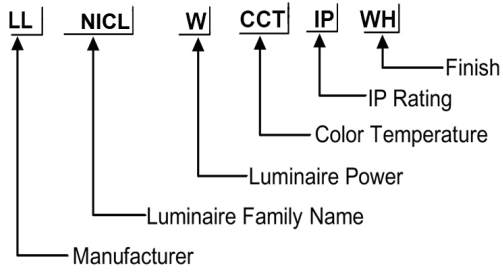 LL NICL W CCT IP WH
Finish
IP Rating
Color Temperature
Luminaire Power
Luminaire Family Name
Manufacturer